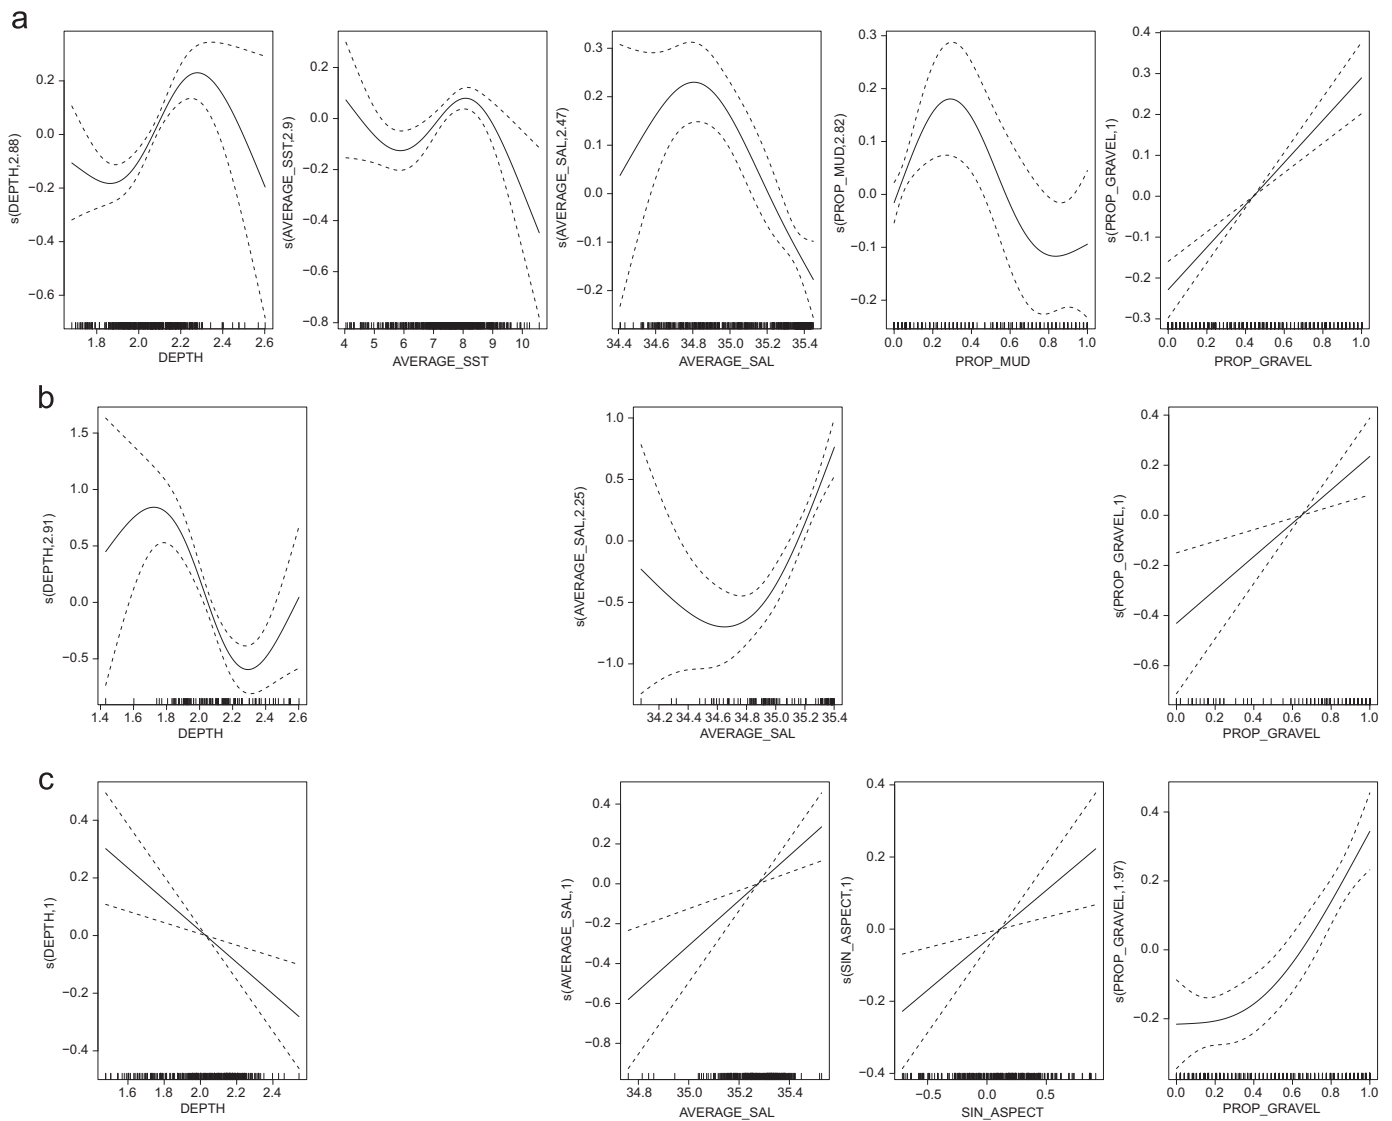 a
s(DEPTH,2.88)
0.2
0.0
−0.2
−0.4
−0.6
1.8 2.0 2.2 2.4 2.6
DEPTH
s(AVERAGE_SST,2.9)
0.2
0.0
−0.2
−0.4
−0.6
−0.8
4 5 6 7 8 9 10
AVERAGE_SST
s(AVERAGE_SAL,2.47)
0.3
0.2
0.1
0.0
−0.1
−0.2
34.4 34.6 34.8 35.0 35.2 35.4
AVERAGE_SAL
s(PROP_MUD,2.82)
0.3
0.2
0.1
0.0
−0.1
−0.2
0.0 0.2 0.4 0.6 0.8 1.0
PROP_MUD
s(PROP_GRAVEL,1)
0.4
0.3
0.2
0.1
0.0
−0.1
−0.2
−0.3
0.0 0.2 0.4 0.6 0.8 1.0
PROP_GRAVEL
b
s(DEPTH,2.91)
1.5
1.0
0.5
0.0
−0.5
1.4 1.6 1.8 2.0 2.2 2.4 2.6
DEPTH
s(AVERAGE_SAL,2.25)
1.0
0.5
0.0
−0.5
−1.0
34.2 34.4 34.6 34.8 35.0 35.2 35.4
AVERAGE_SAL
s(PROP_GRAVEL,1)
0.4
0.2
0.0
−0.2
−0.4
−0.6
0.0 0.2 0.4 0.6 0.8 1.0
PROP_GRAVEL
c
s(DEPTH,1)
0.4
0.2
0.0
−0.2
−0.4
1.6 1.8 2.0 2.2 2.4
DEPTH
s(AVERAGE_SAL,1)
0.4
0.2
0.0
−0.2
−0.4
−0.6
−0.8
34.8 35.0 35.2 35.4
AVERAGE_SAL
s(SIN_ASPECT,1)
0.4
0.2
0.0
−0.2
−0.4
−0.5 0.0 0.5
SIN_ASPECT
s(PROP_GRAVEL,1.97)
0.4
0.2
0.0
−0.2
0.0 0.2 0.4 0.6 0.8 1.0
PROP_GRAVEL